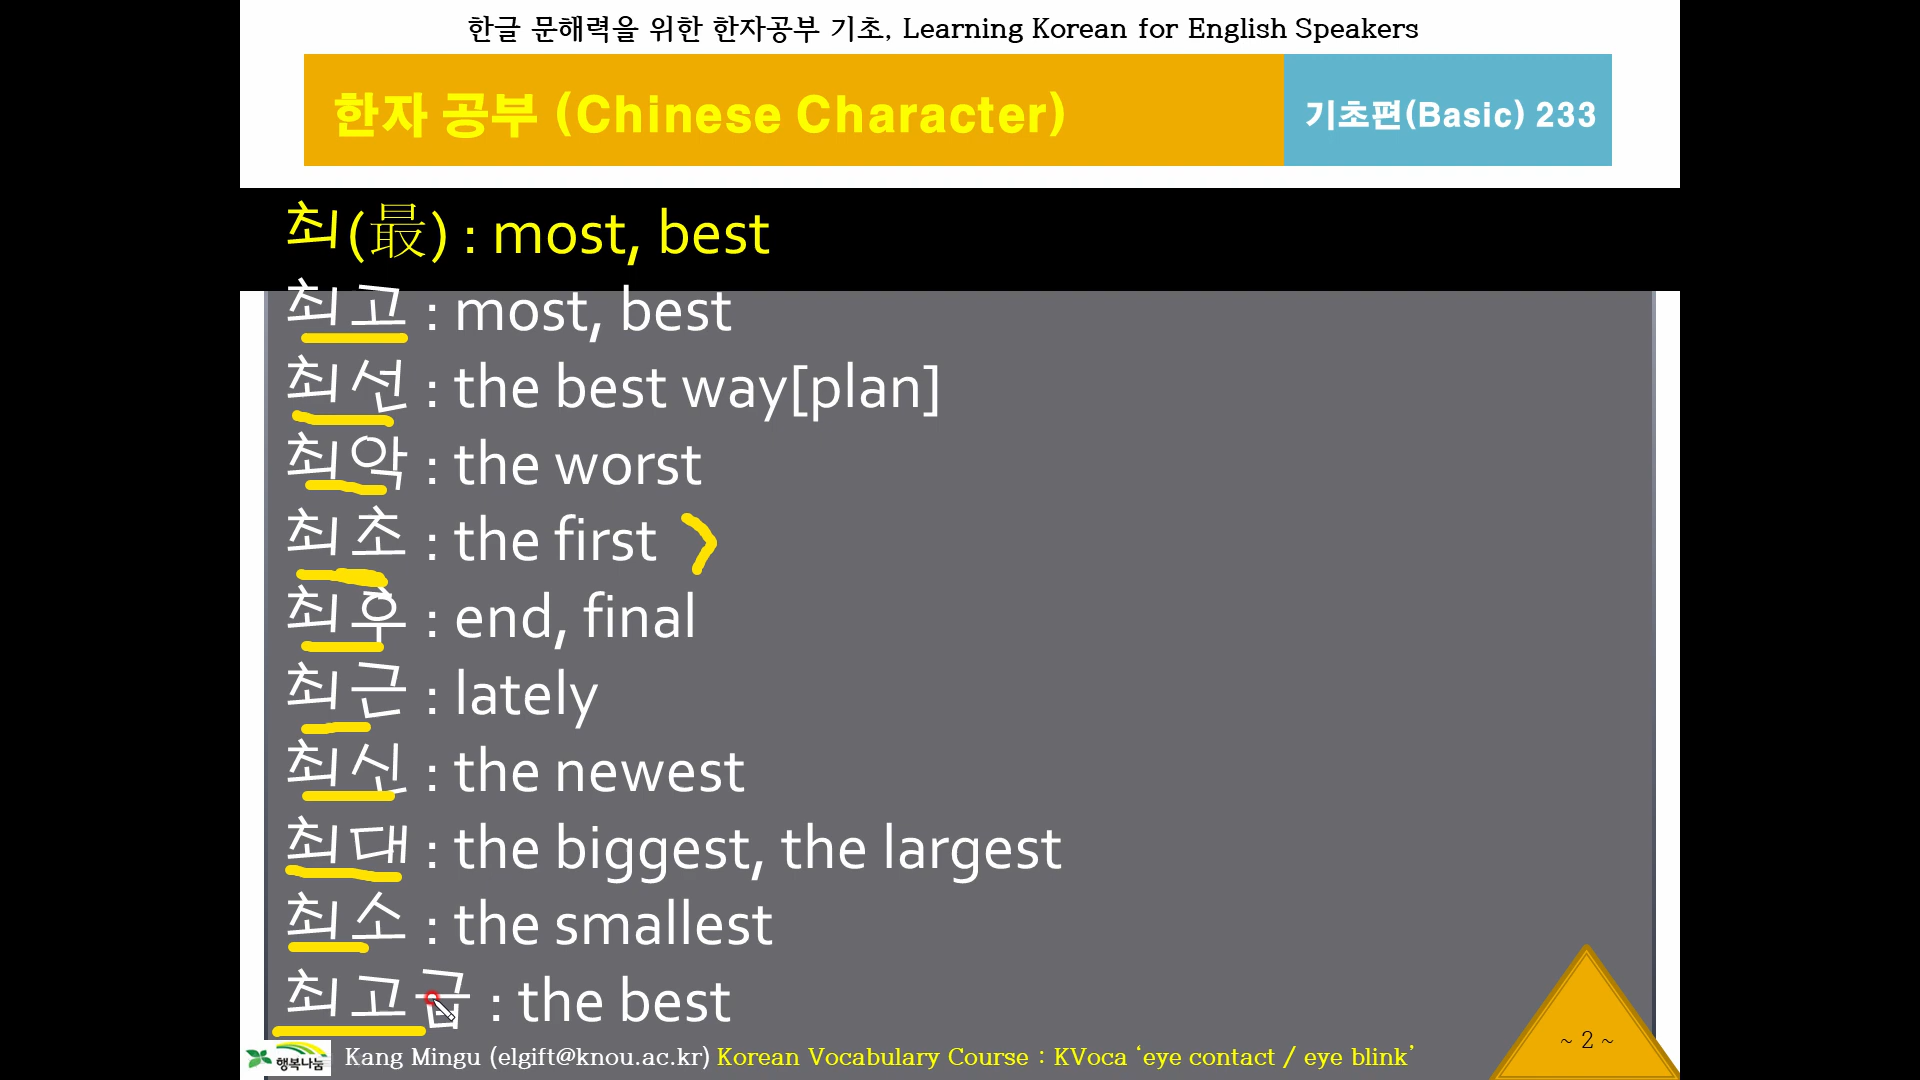 한글 문해력을 위한 한자공부 기초, Learning Korean for English Speakers
한자 공부 (Chinese Character)
기초편(Basic) 233
최(最) : most, best
최고 : most, best
최선 : the best way[plan]
최악 : the worst
최초 : the first
최후 : end, final
최근 : lately
최신 : the newest
최대 : the biggest, the largest
최소 : the smallest
최고급 : the best
~ 2 ~
행복나눔
Kang Mingu (elgift@knou.ac.kr) Korean Vocabulary Course : KVoca ‘eye contact / eye blink’